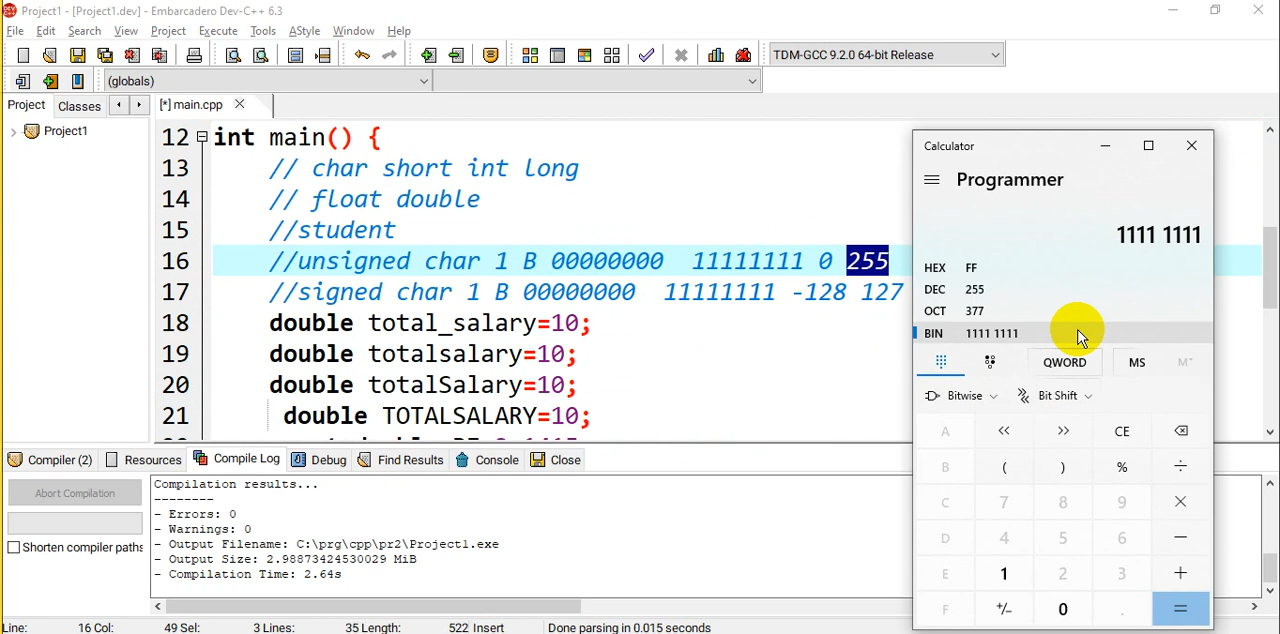 Project1 - [Project1.dev] - Embarcadero Dev-C++ 6.3
File Edit Search View Project Execute Tools AStyle Window Help
TDM-GCC 9.2.0 64-bit Release
(globals)
Project Classes
[*] main.cpp
Project1
12 int main() {
13 // char short int long
14 // float double
15 //student
16 //unsigned char 1 B 00000000 11111111 0 255
17 //signed char 1 B 00000000 11111111 -128 127
18 double total_salary=10;
19 double totalsalary=10;
20 double totalSalary=10;
21 double TOTALSALARY=10;
Calculator
Programmer
1111 1111
HEX FF
DEC 255
OCT 377
BIN 1111 1111
QWORD MS M
Bitwise Bit Shift
A << >> CE
B ( ) % ÷
C 7 8 9 ×
D 4 5 6 −
E 1 2 3 +
F +/- 0 . =
Compiler (2) Resources Compile Log Debug Find Results Console Close
Abort Compilation
Shorten compiler paths
Compilation results...
--------
- Errors: 0
- Warnings: 0
- Output Filename: C:\prg\cpp\pr2\Project1.exe
- Output Size: 2.98873424530029 MiB
- Compilation Time: 2.64s
Line: 16 Col: 49 Sel: 3 Lines: 35 Length: 522 Insert Done parsing in 0.015 seconds